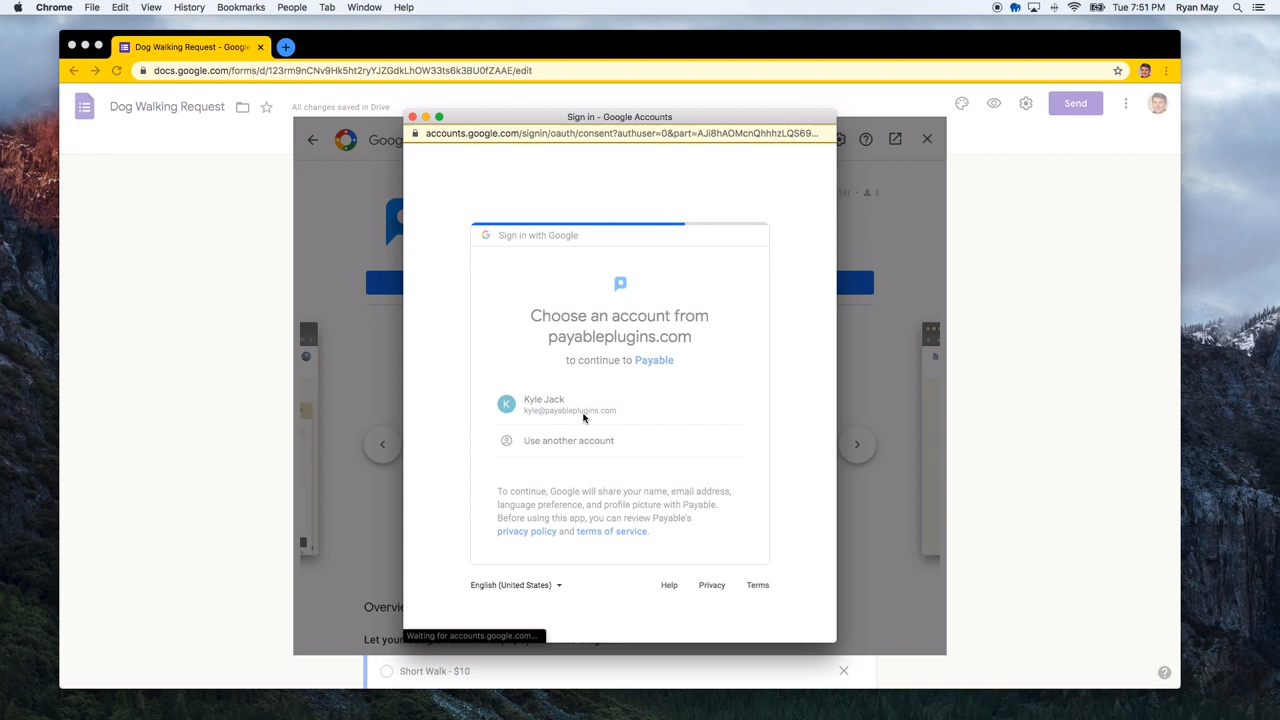 Chrome File Edit View History Bookmarks People Tab Window Help Tue 7:51 PM Ryan May
Dog Walking Request - Google
docs.google.com/forms/d/123rm9nCNv9Hk5ht2ryYJZGdkLhOW33ts6k3BU0fZAAE/edit
Dog Walking Request All changes saved in Drive Send
Sign in - Google Accounts
accounts.google.com/signin/oauth/consent?authuser=0&part=AJi8hAOMcnQhhhzLQS69...
Goog
3
Sign in with Google
Choose an account from
payableplugins.com
to continue to Payable
K
Kyle Jack
kyle@payableplugins.com
Use another account
To continue, Google will share your name, email address,
language preference, and profile picture with Payable.
Before using this app, you can review Payable's
privacy policy and terms of service.
English (United States) Help Privacy Terms
Overvie
Waiting for accounts.google.com...
Let your
Short Walk - $10